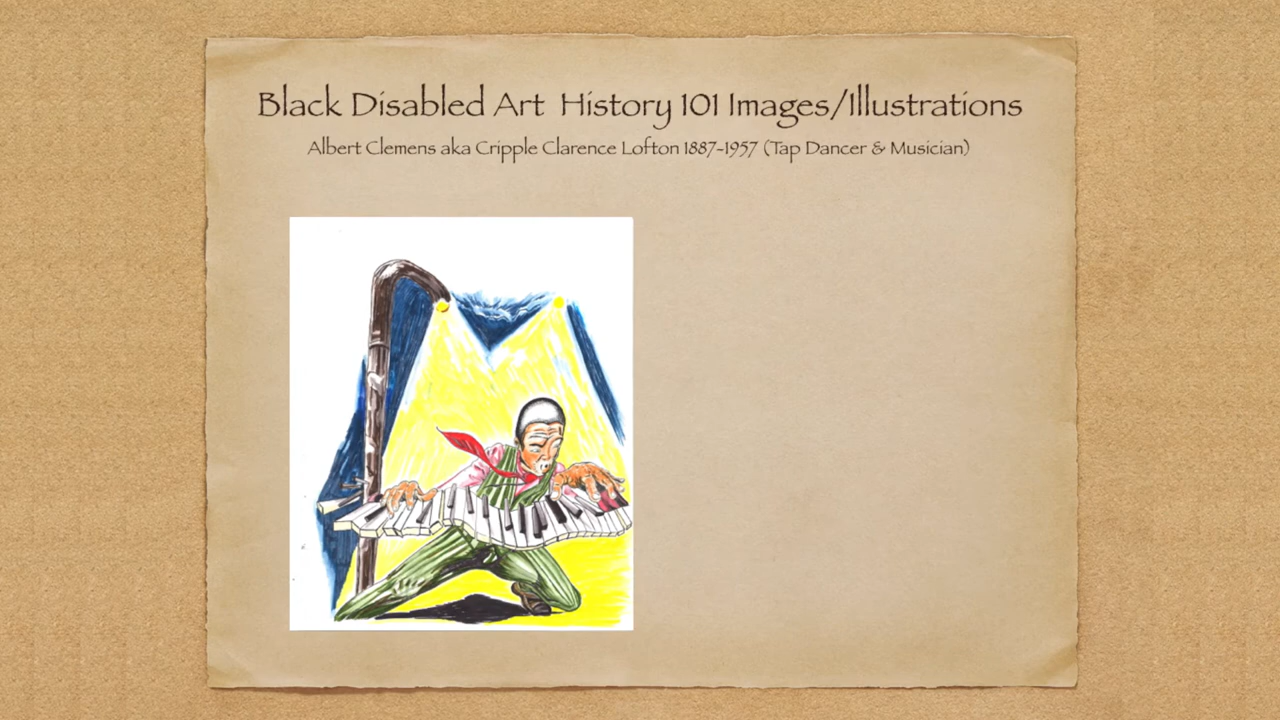 Black Disabled Art History 101 Images/Illustrations
Albert Clemens aka Cripple Clarence Lofton 1887-1957 (Tap Dancer & Musician)